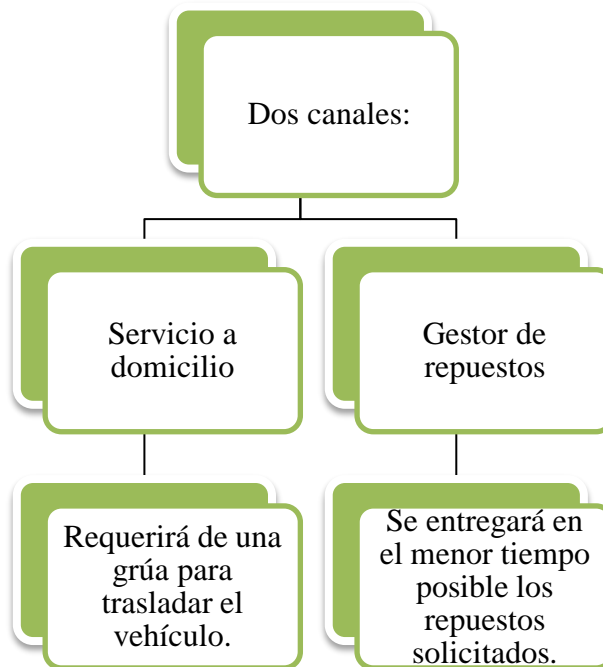 Dos canales:
Servicio a
domicilio
Gestor de
repuestos
Requerirá de una
grúa para
trasladar el
vehículo.
Se entregará en
el menor tiempo
posible los
repuestos
solicitados.